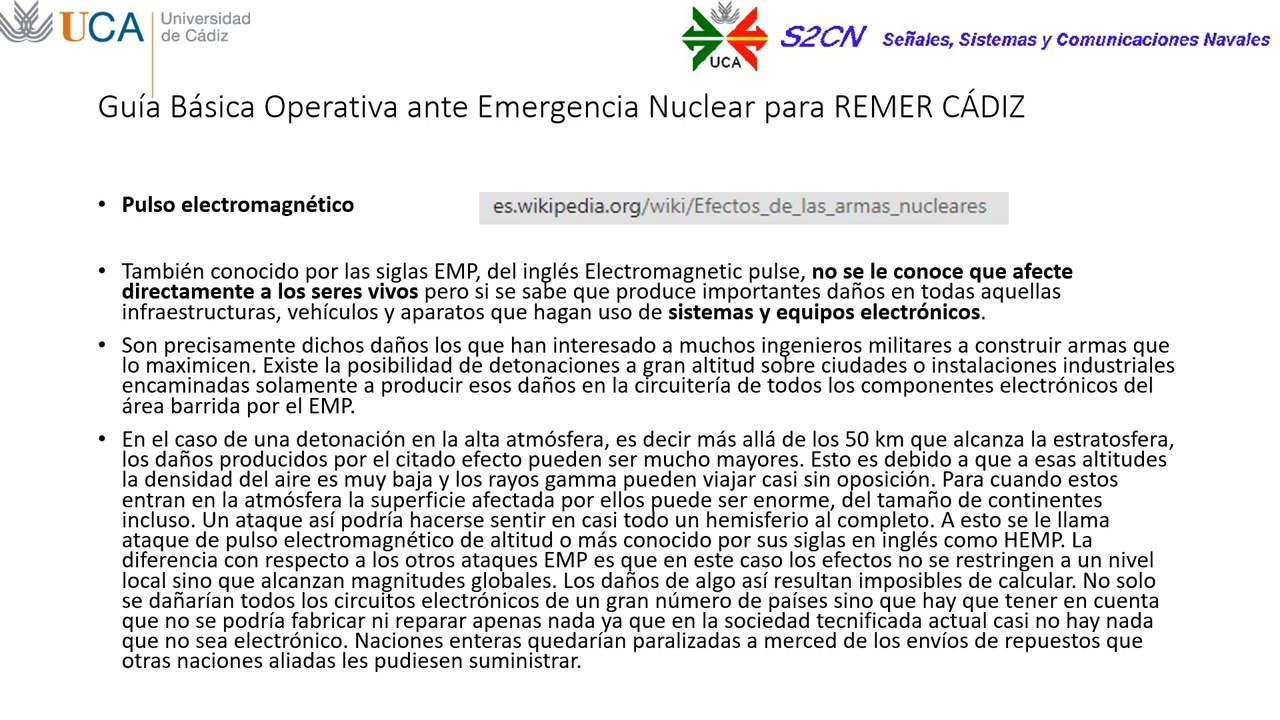 UCA Universidad
de Cádiz
UCA
S2CN Señales, Sistemas y Comunicaciones Navales
Guía Básica Operativa ante Emergencia Nuclear para REMER CÁDIZ
• Pulso electromagnético
es.wikipedia.org/wiki/Efectos_de_las_armas_nucleares
• También conocido por las siglas EMP, del inglés Electromagnetic pulse, no se le conoce que afecte
directamente a los seres vivos pero si se sabe que produce importantes daños en todas aquellas
infraestructuras, vehículos y aparatos que hagan uso de sistemas y equipos electrónicos.
• Son precisamente dichos daños los que han interesado a muchos ingenieros militares a construir armas que
lo maximicen. Existe la posibilidad de detonaciones a gran altitud sobre ciudades o instalaciones industriales
encaminadas solamente a producir esos daños en la circuitería de todos los componentes electrónicos del
área barrida por el EMP.
• En el caso de una detonación en la alta atmósfera, es decir más allá de los 50 km que alcanza la estratosfera,
los daños producidos por el citado efecto pueden ser mucho mayores. Esto es debido a que a esas altitudes
la densidad del aire es muy baja y los rayos gamma pueden viajar casi sin oposición. Para cuando estos
entran en la atmósfera la superficie afectada por ellos puede ser enorme, del tamaño de continentes
incluso. Un ataque así podría hacerse sentir en casi todo un hemisferio al completo. A esto se le llama
ataque de pulso electromagnético de altitud o más conocido por sus siglas en inglés como HEMP. La
diferencia con respecto a los otros ataques EMP es que en este caso los efectos no se restringen a un nivel
local sino que alcanzan magnitudes globales. Los daños de algo así resultan imposibles de calcular. No solo
se dañarían todos los circuitos electrónicos de un gran número de países sino que hay que tener en cuenta
que no se podría fabricar ni reparar apenas nada ya que en la sociedad tecnificada actual casi no hay nada
que no sea electrónico. Naciones enteras quedarían paralizadas a merced de los envíos de repuestos que
otras naciones aliadas les pudiesen suministrar.